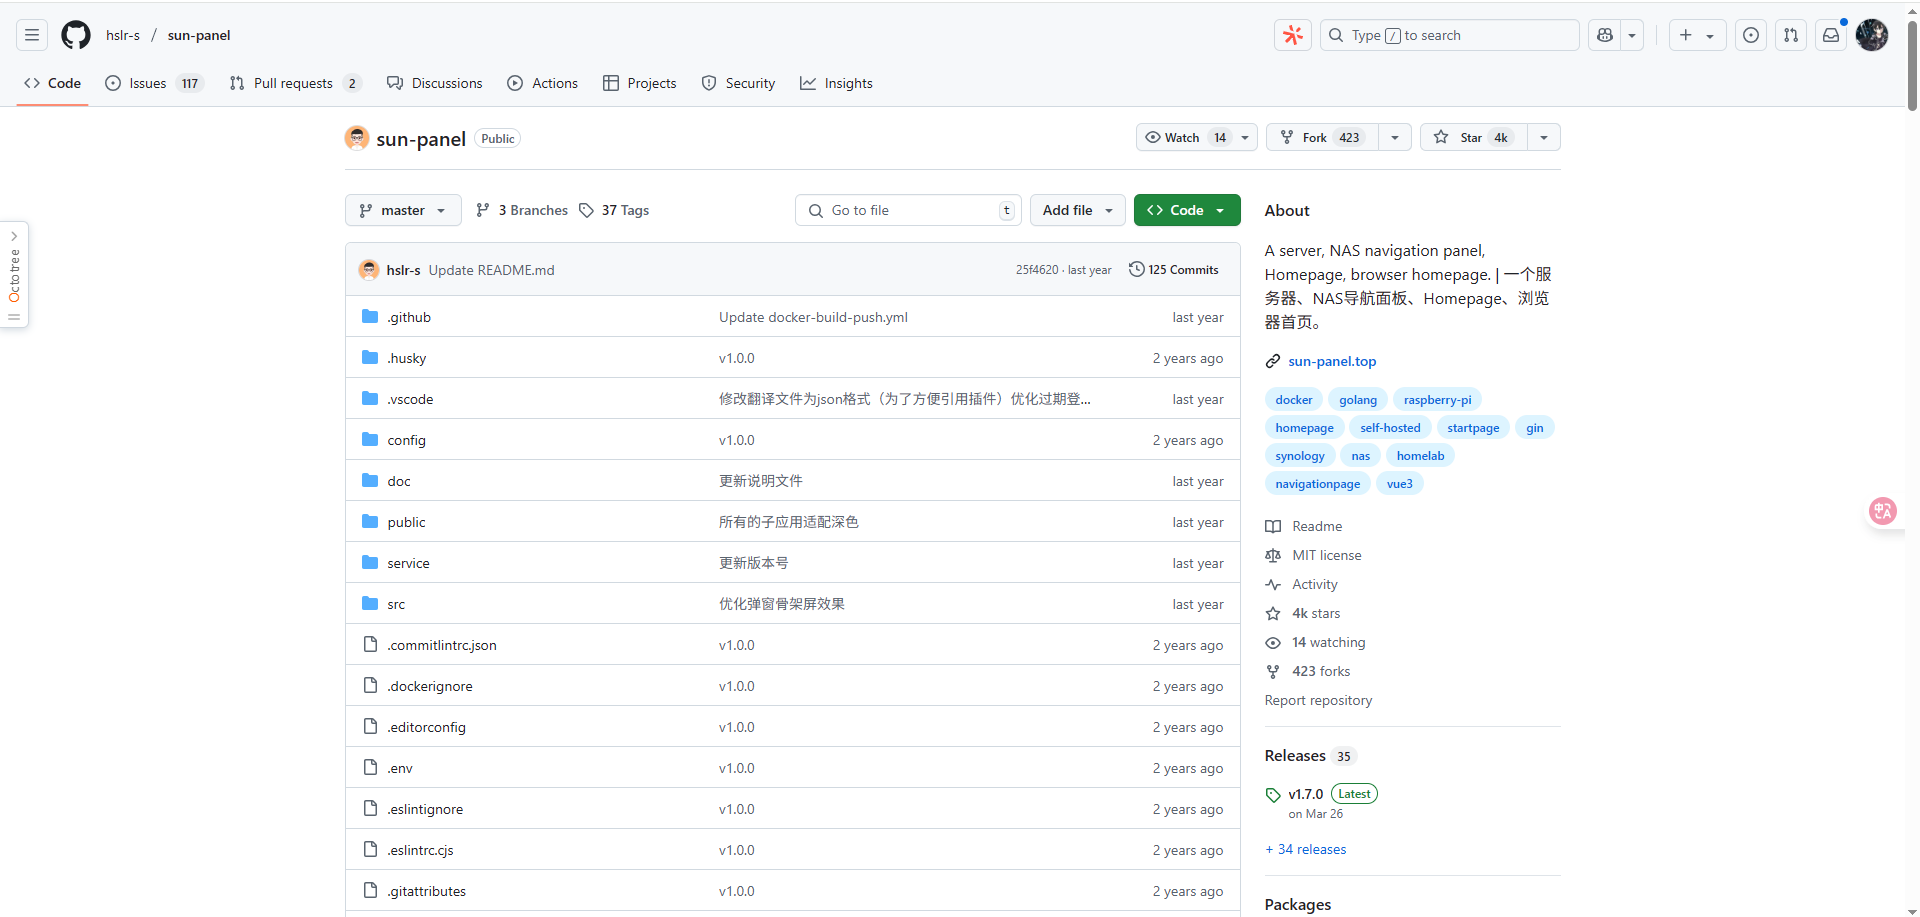 hslr-s / sun-panel
Type / to search
Code
Issues 117
Pull requests 2
Discussions
Actions
Projects
Security
Insights
sun-panel Public
Watch 14
Fork 423
Star 4k
master
3 Branches
37 Tags
Go to file t
Add file
Code
hslr-s Update README.md 25f4620 · last year 125 Commits
.github Update docker-build-push.yml last year
.husky v1.0.0 2 years ago
.vscode 修改翻译文件为json格式（为了方便引用插件）优化过期登... last year
config v1.0.0 2 years ago
doc 更新说明文件 last year
public 所有的子应用适配深色 last year
service 更新版本号 last year
src 优化弹窗骨架屏效果 last year
.commitlintrc.json v1.0.0 2 years ago
.dockerignore v1.0.0 2 years ago
.editorconfig v1.0.0 2 years ago
.env v1.0.0 2 years ago
.eslintignore v1.0.0 2 years ago
.eslintrc.cjs v1.0.0 2 years ago
.gitattributes v1.0.0 2 years ago
About
A server, NAS navigation panel,
Homepage, browser homepage. | 一个服
务器、NAS导航面板、Homepage、浏览
器首页。
sun-panel.top
docker golang raspberry-pi
homepage self-hosted startpage gin
synology nas homelab
navigationpage vue3
Readme
MIT license
Activity
4k stars
14 watching
423 forks
Report repository
Releases 35
v1.7.0 Latest
on Mar 26
+ 34 releases
Packages
Octotree
中A